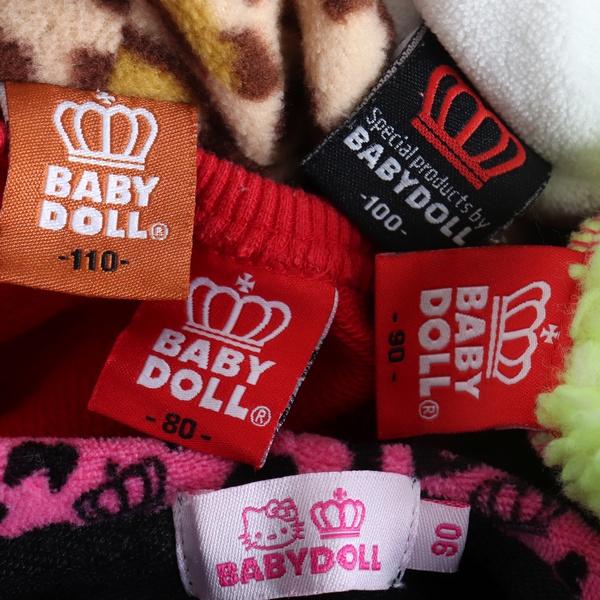 BABY
DOLL®
-110-
Special products by
BABYDOLL
-100-
BABY
DOLL®
-80-
BABY
DOLL®
-90-
BABYDOLL
90